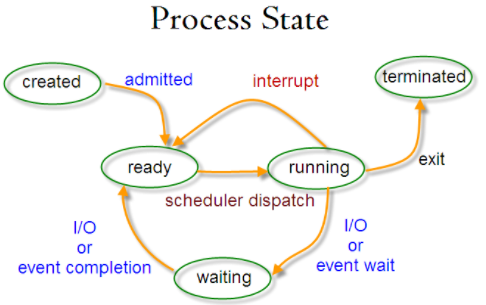 Process State
created
admitted
interrupt
terminated
ready
running
exit
scheduler dispatch
I/O
or
event completion
I/O
or
event wait
waiting